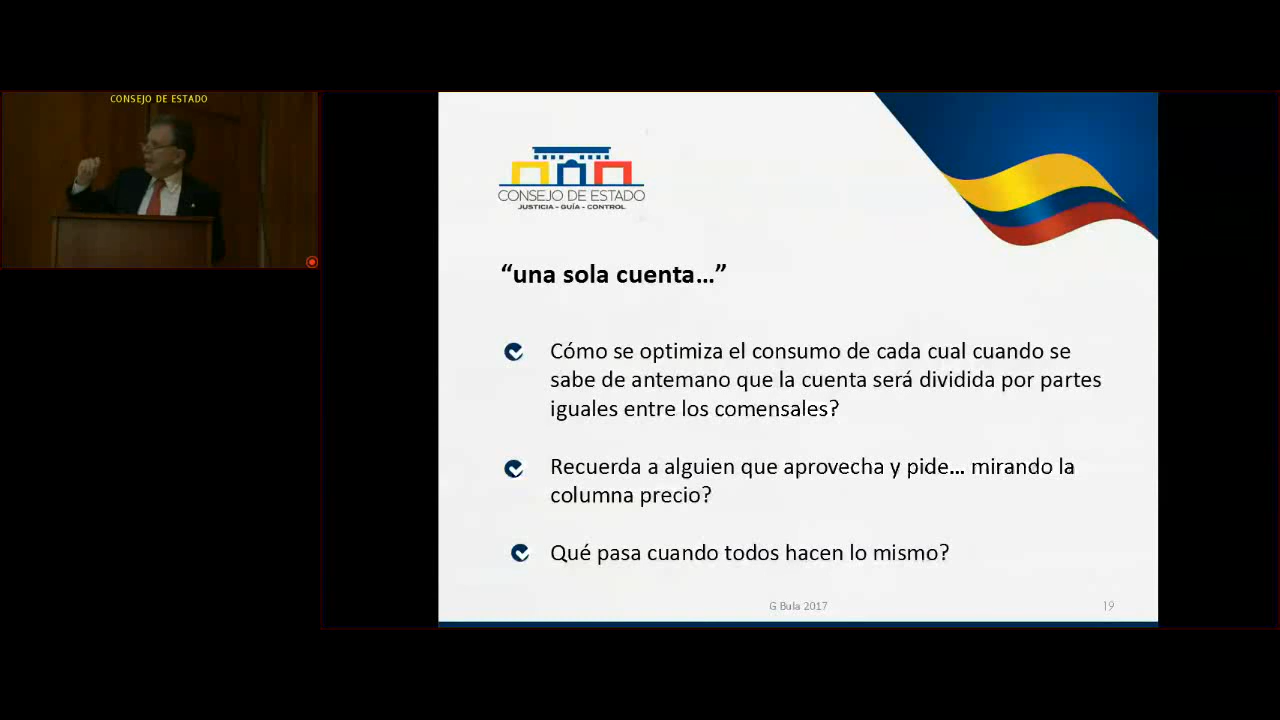 CONSEJO DE ESTADO
CONSEJO DE ESTADO
JUSTICIA - GUÍA - CONTROL
“una sola cuenta...”
Cómo se optimiza el consumo de cada cual cuando se
sabe de antemano que la cuenta será dividida por partes
iguales entre los comensales?
Recuerda a alguien que aprovecha y pide... mirando la
columna precio?
Qué pasa cuando todos hacen lo mismo?
G Bula 2017
19